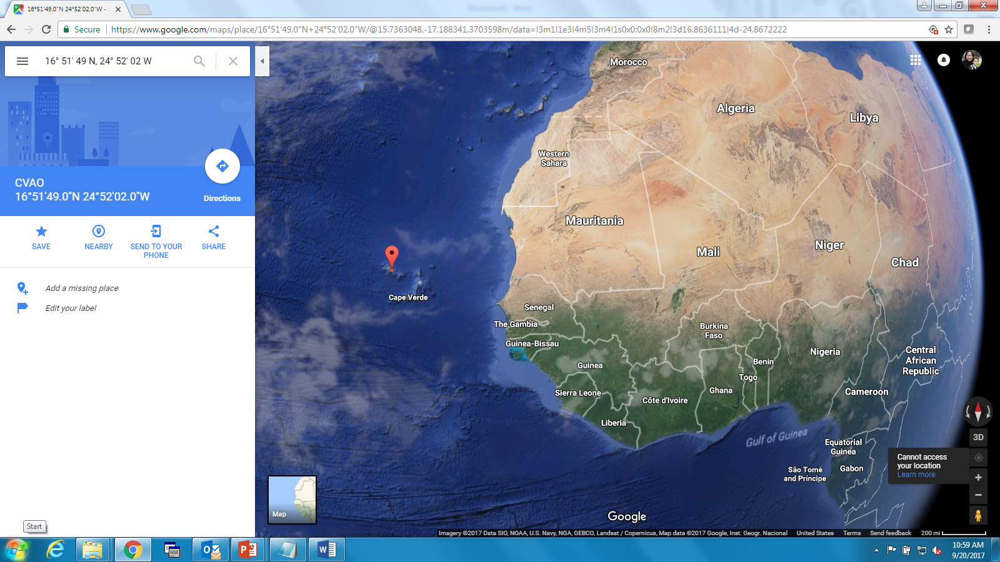 16°51'49.0"N 24°52'02.0"W - G
Secure
https://www.google.com/maps/place/16°51'49.0"N+24°52'02.0"W/@15.7363048,-17.188341,3703598m/data=!3m1!1e3!4m5!3m4!1s0x0:0x0!8m2!3d16.8636111!4d-24.8672222
16° 51' 49 N, 24° 52' 02 W
CVAO
16°51'49.0"N 24°52'02.0"W
Directions
SAVE
NEARBY
SEND TO YOUR
PHONE
SHARE
Add a missing place
Edit your label
Morocco
Algeria
Libya
Western
Sahara
Mauritania
Mali
Niger
Chad
Cape Verde
Senegal
The Gambia
Guinea-Bissau
Burkina
Faso
Guinea
Benin
Nigeria
Central
African
Republic
Togo
Sierra Leone
Côte d'Ivoire
Ghana
Cameroon
Liberia
Gulf of Guinea
Equatorial
Guinea
São Tomé
and Príncipe
Gabon
3D
Cannot access
your location
Learn more
Map
Google
Imagery ©2017 Data SIO, NOAA, U.S. Navy, NGA, GEBCO, Landsat / Copernicus, Map data ©2017 Google, Inst. Geogr. Nacional
United States
Terms
Send feedback
200 mi
Start
10:59 AM
9/20/2017